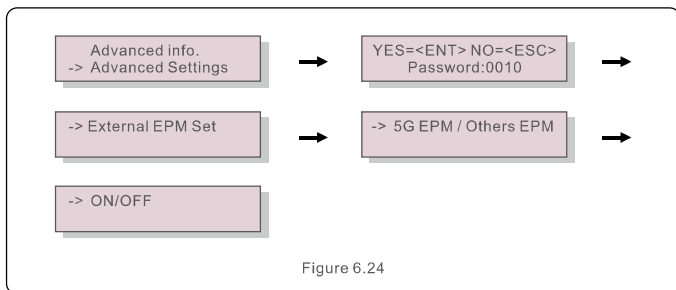 Advanced info.
-> Advanced Settings
YES=<ENT> NO=<ESC>
Password:0010
-> External EPM Set
-> 5G EPM / Others EPM
-> ON/OFF
Figure 6.24